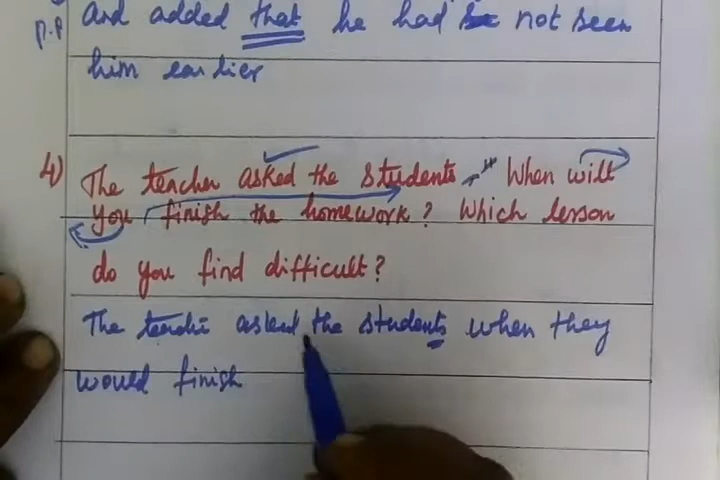 and added that he had not seen
P.P
him earlier
4) The teacher asked the students, " When will
you finish the homework? Which lesson
do you find difficult?
The teacher asked the students when they
would finish